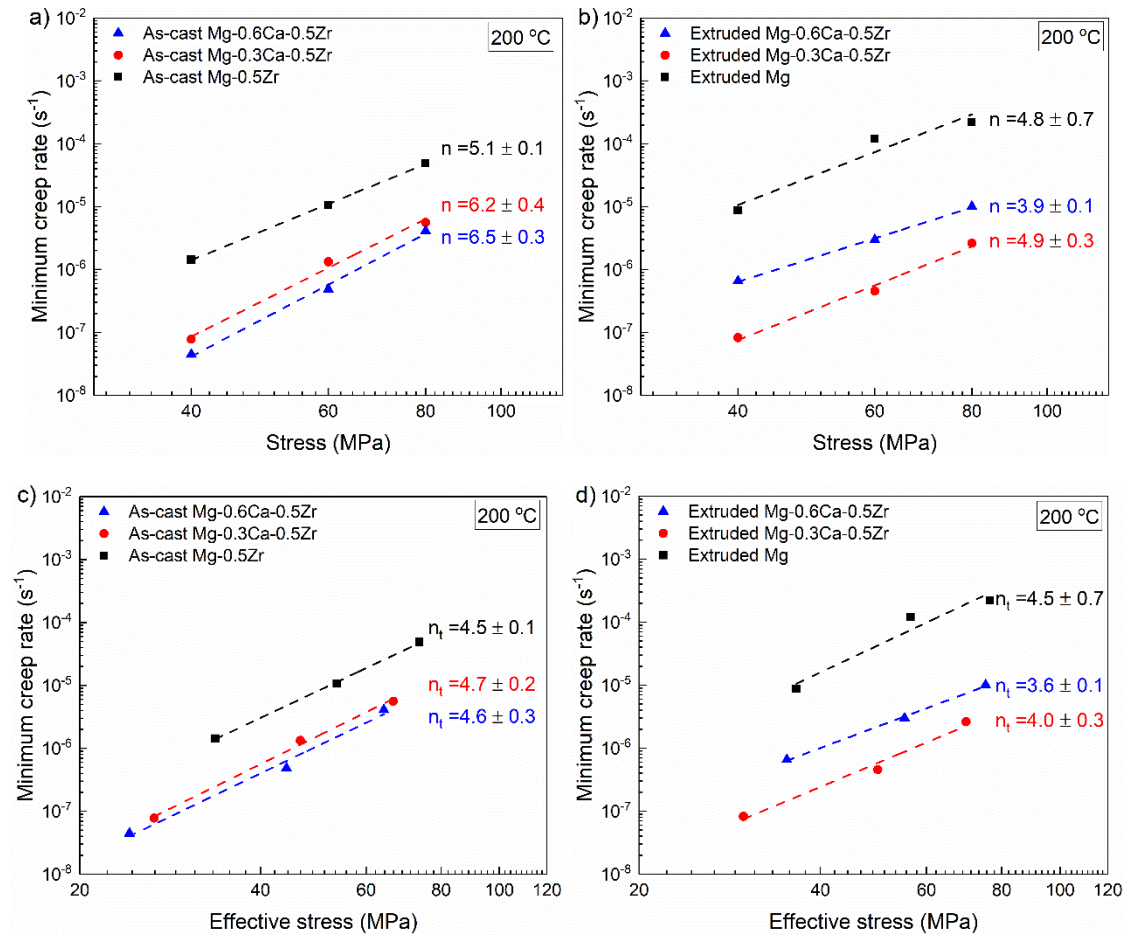 a)
As-cast Mg-0.6Ca-0.5Zr
As-cast Mg-0.3Ca-0.5Zr
As-cast Mg-0.5Zr
200 °C
Minimum creep rate (s⁻¹)
10⁻²
10⁻³
10⁻⁴
10⁻⁵
10⁻⁶
10⁻⁷
10⁻⁸
n =5.1 ± 0.1
n =6.2 ± 0.4
n =6.5 ± 0.3
40 60 80 100
Stress (MPa)
b)
Extruded Mg-0.6Ca-0.5Zr
Extruded Mg-0.3Ca-0.5Zr
Extruded Mg
200 °C
Minimum creep rate (s⁻¹)
10⁻²
10⁻³
10⁻⁴
10⁻⁵
10⁻⁶
10⁻⁷
10⁻⁸
n =4.8 ± 0.7
n =3.9 ± 0.1
n =4.9 ± 0.3
40 60 80 100
Stress (MPa)
c)
As-cast Mg-0.6Ca-0.5Zr
As-cast Mg-0.3Ca-0.5Zr
As-cast Mg-0.5Zr
200 °C
Minimum creep rate (s⁻¹)
10⁻²
10⁻³
10⁻⁴
10⁻⁵
10⁻⁶
10⁻⁷
10⁻⁸
nₜ =4.5 ± 0.1
nₜ =4.7 ± 0.2
nₜ =4.6 ± 0.3
20 40 60 80 100 120
Effective stress (MPa)
d)
Extruded Mg-0.6Ca-0.5Zr
Extruded Mg-0.3Ca-0.5Zr
Extruded Mg
200 °C
Minimum creep rate (s⁻¹)
10⁻²
10⁻³
10⁻⁴
10⁻⁵
10⁻⁶
10⁻⁷
10⁻⁸
nₜ =4.5 ± 0.7
nₜ =3.6 ± 0.1
nₜ =4.0 ± 0.3
20 40 60 80 100 120
Effective stress (MPa)